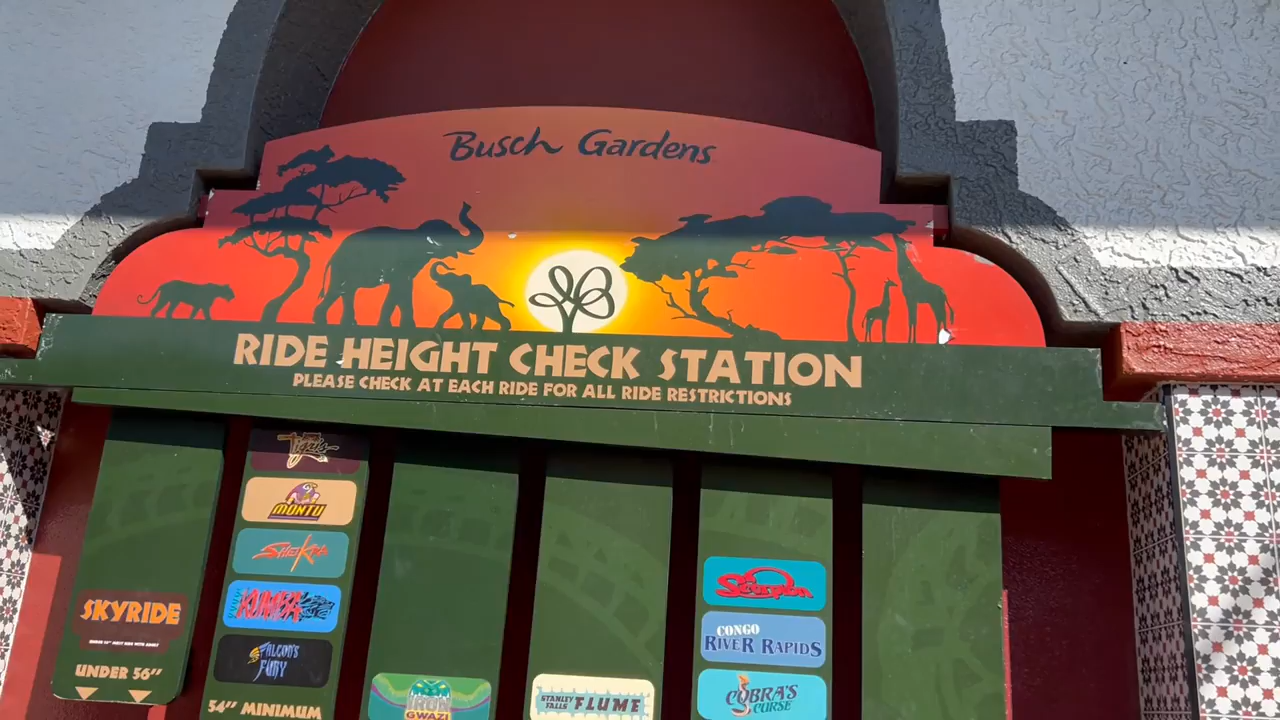 Busch Gardens
RIDE HEIGHT CHECK STATION
PLEASE CHECK AT EACH RIDE FOR ALL RIDE RESTRICTIONS
SKYRIDE
UNDER 56"
Tigris
MONTU
SheiKra
KUMBA
FALCON'S
FURY
54" MINIMUM
IRON
GWAZI
STANLEY
FALLS FLUME
Scorpion
CONGO
RIVER RAPIDS
COBRA'S
CURSE